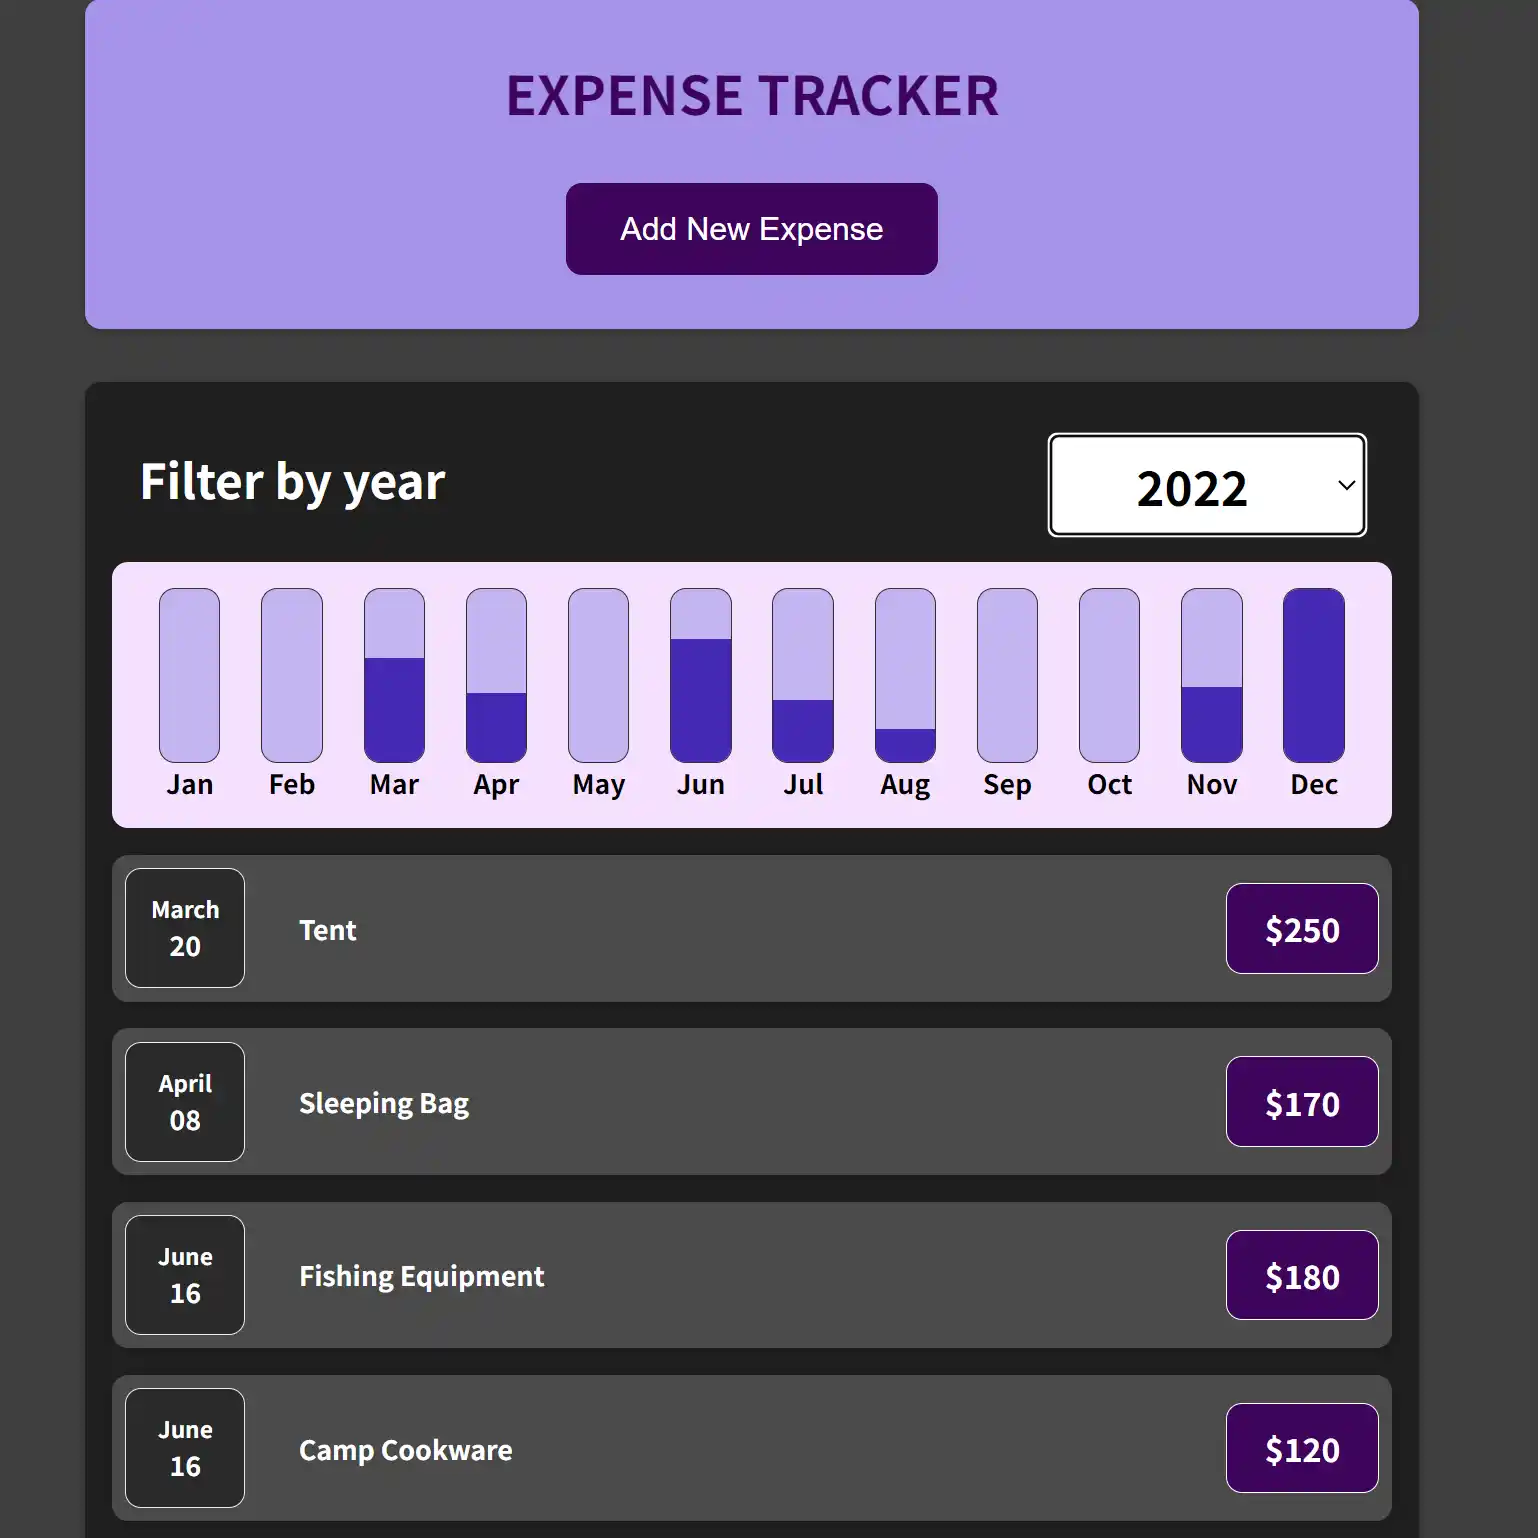 EXPENSE TRACKER
Add New Expense
Filter by year
2022
Jan Feb Mar Apr May Jun Jul Aug Sep Oct Nov Dec
March
20
Tent
$250
April
08
Sleeping Bag
$170
June
16
Fishing Equipment
$180
June
16
Camp Cookware
$120